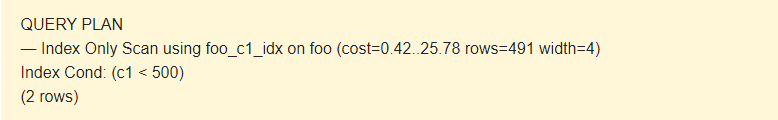 QUERY PLAN
— Index Only Scan using foo_c1_idx on foo (cost=0.42..25.78 rows=491 width=4)
Index Cond: (c1 < 500)
(2 rows)